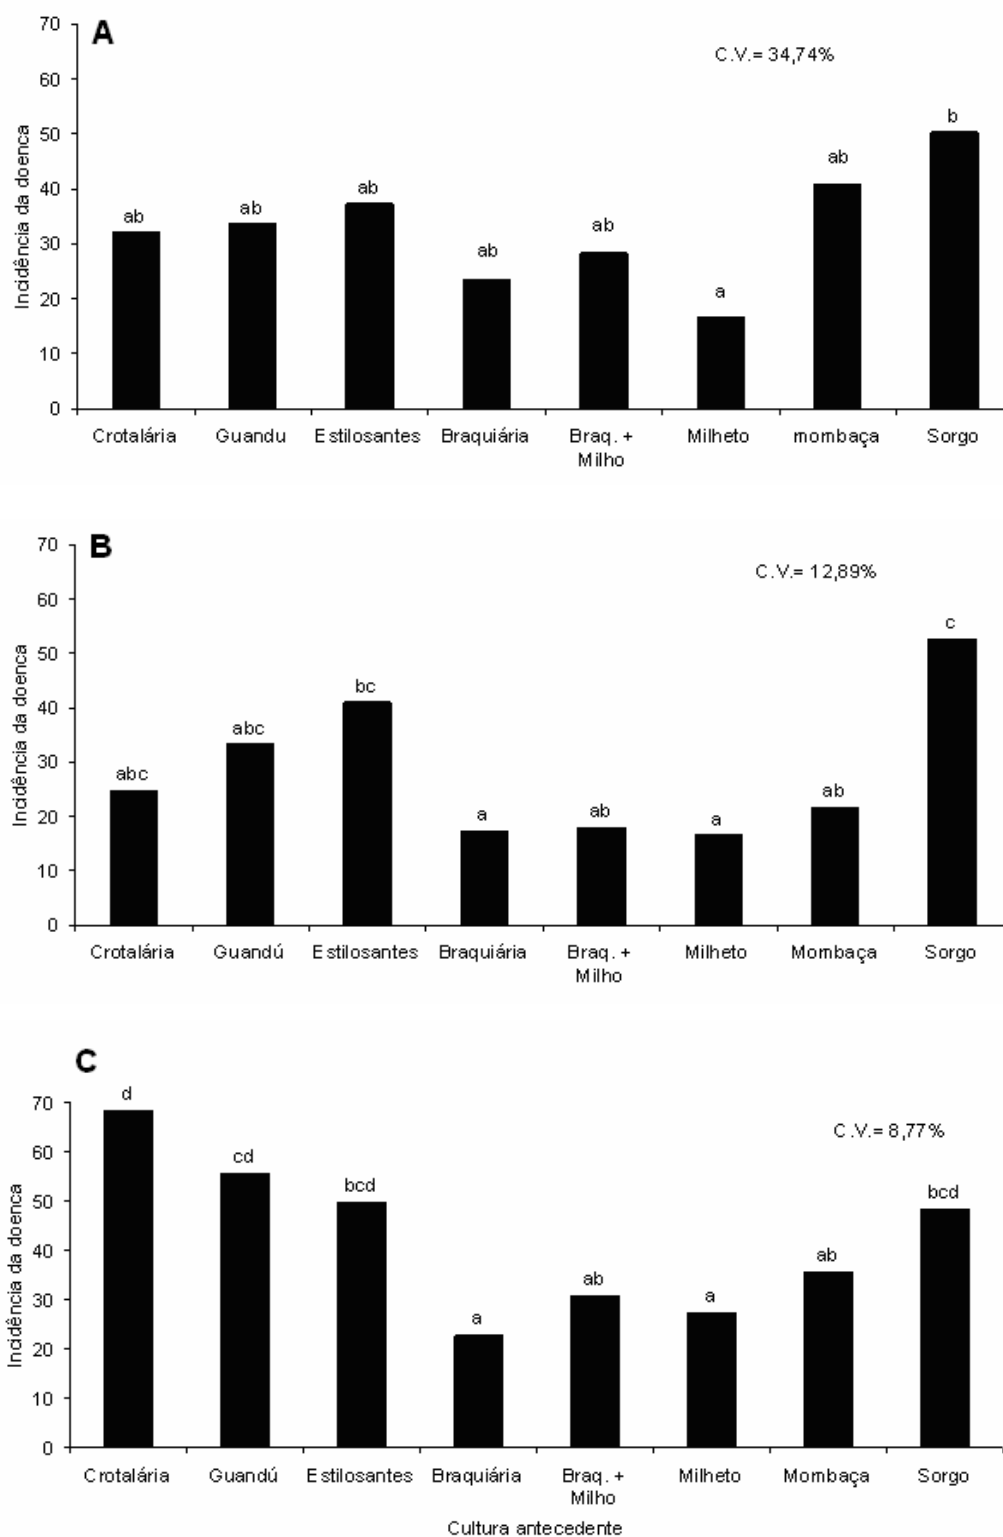 A
C.V.= 34,74%
Incidência da doenca
70
60
50
40
30
20
10
0
ab
ab
ab
ab
ab
a
ab
b
Crotalária
Guandu
Estilosantes
Braquiária
Braq. +
Milho
Milheto
mombaça
Sorgo
B
C.V.= 12,89%
Incidência da doenca
70
60
50
40
30
20
10
0
abc
abc
bc
a
ab
a
ab
c
Crotalária
Guandú
Estilosantes
Braquiária
Braq. +
Milho
Milheto
Mombaça
Sorgo
C
C.V.= 8,77%
Incidência da doenca
70
60
50
40
30
20
10
0
d
cd
bcd
a
ab
a
ab
bcd
Crotalária
Guandú
Estilosantes
Braquiária
Braq. +
Milho
Milheto
Mombaça
Sorgo
Cultura antecedente